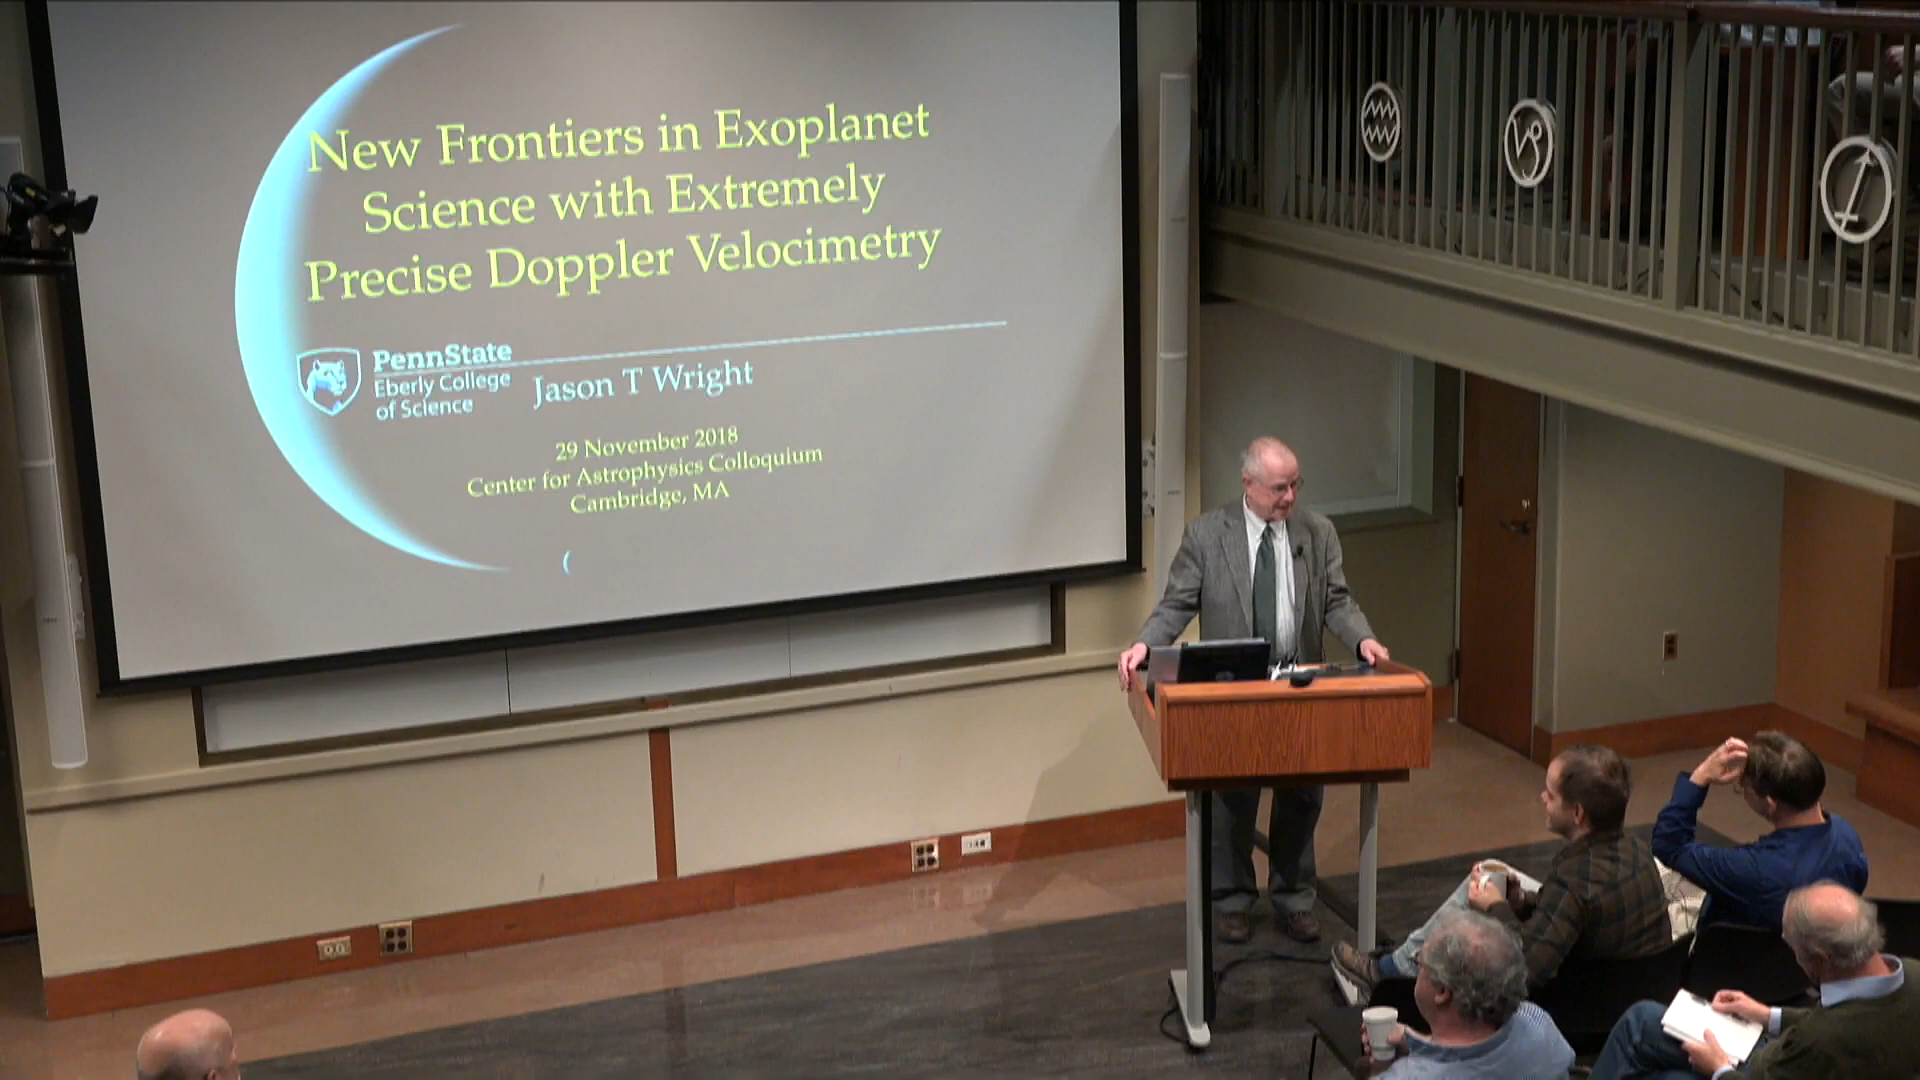 New Frontiers in Exoplanet
Science with Extremely
Precise Doppler Velocimetry
PennState
Eberly College
of Science
Jason T Wright
29 November 2018
Center for Astrophysics Colloquium
Cambridge, MA